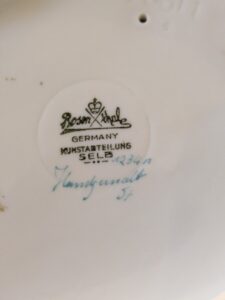 Rosenthal
GERMANY
KUNSTABTEILUNG
SELB
Handgemalt